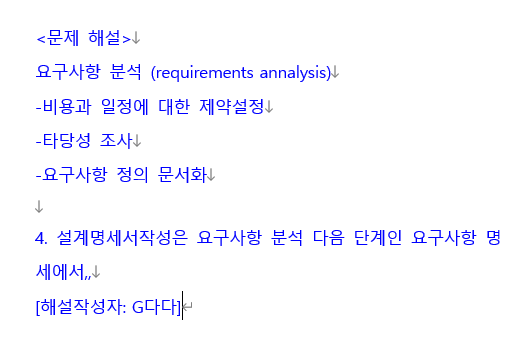 <문제 해설>
요구사항 분석 (requirements annalysis)
-비용과 일정에 대한 제약설정
-타당성 조사
-요구사항 정의 문서화
4. 설계명세서작성은 요구사항 분석 다음 단계인 요구사항 명
세에서,,
[해설작성자: G다다]